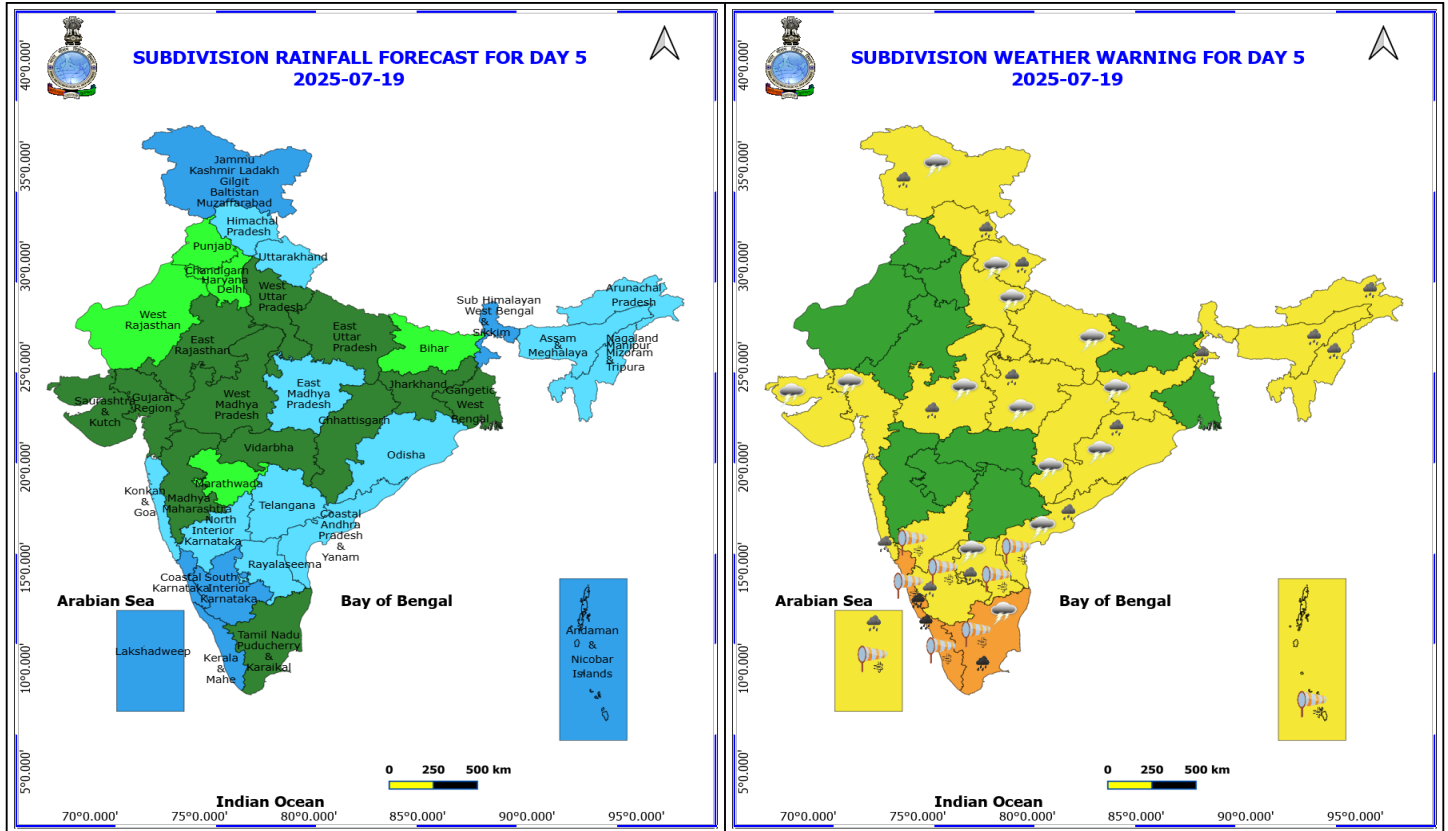 SUBDIVISION RAINFALL FORECAST FOR DAY 5
2025-07-19
40°0.000'
35°0.000'
30°0.000'
25°0.000'
20°0.000'
15°0.000'
10°0.000'
5°0.000'
Jammu
Kashmir Ladakh
Gilgit
Baltistan
Muzaffarabad
Himachal
Pradesh
Punjab
Uttarakhand
Chandigarh
Haryana
Delhi
West
Uttar
Pradesh
West
Rajasthan
East
Rajasthan
East
Uttar
Pradesh
Bihar
Sub Himalayan
West Bengal
&
Sikkim
Arunachal
Pradesh
Assam
&
Meghalaya
Nagaland
Manipur
Mizoram
&
Tripura
Saurashtra
&
Kutch
Gujarat
Region
West
Madhya
Pradesh
East
Madhya
Pradesh
Jharkhand
Gangetic
West
Bengal
Chhattisgarh
Odisha
Vidarbha
Marathwada
Konkan
&
Goa
Madhya
Maharashtra
Telangana
North
Interior
Karnataka
Coastal
Andhra
Pradesh
&
Yanam
Rayalaseema
Coastal
Karnataka
South
Interior
Karnataka
Tamil Nadu
Puducherry
&
Karaikal
Kerala
&
Mahe
Lakshadweep
Andaman
&
Nicobar
Islands
Arabian Sea
Bay of Bengal
Indian Ocean
0 250 500 km
70°0.000' 75°0.000' 80°0.000' 85°0.000' 90°0.000' 95°0.000'
SUBDIVISION WEATHER WARNING FOR DAY 5
2025-07-19
40°0.000'
35°0.000'
30°0.000'
25°0.000'
20°0.000'
15°0.000'
10°0.000'
5°0.000'
Arabian Sea
Bay of Bengal
Indian Ocean
0 250 500 km
70°0.000' 75°0.000' 80°0.000' 85°0.000' 90°0.000' 95°0.000'